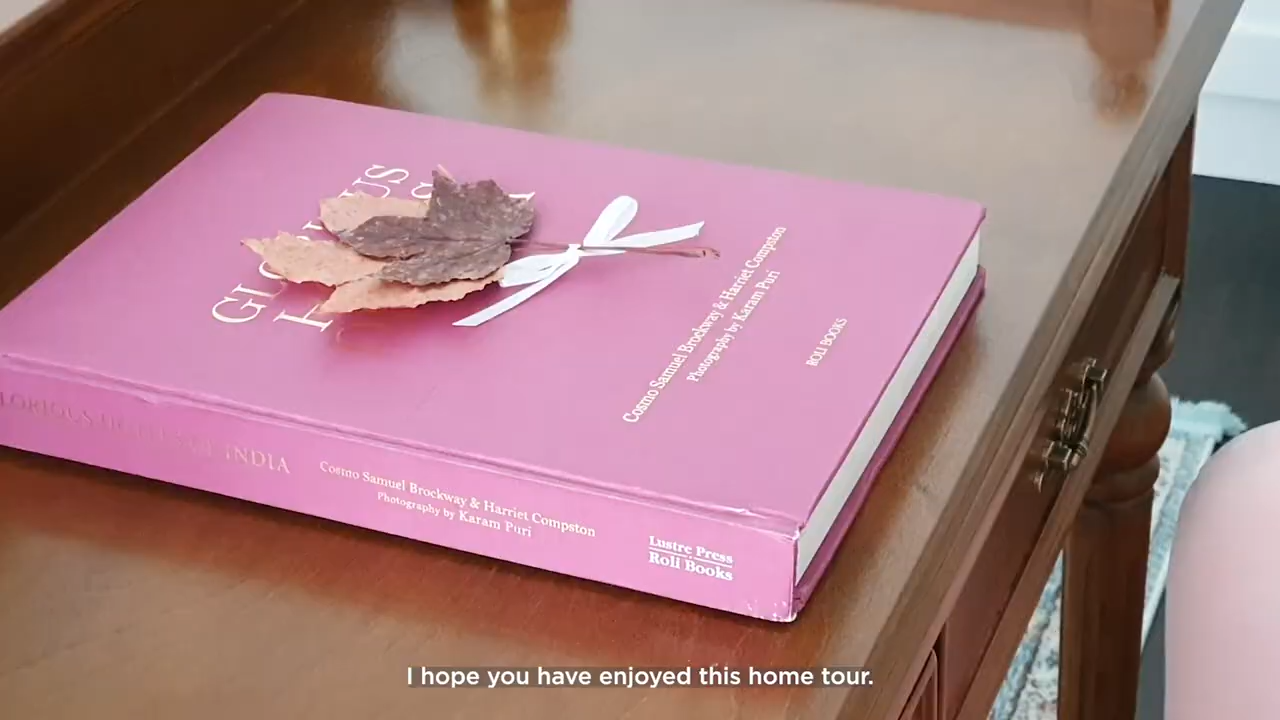 Cosmo Samuel Brockway & Harriet Compston
Photography by Karam Puri
ROLI BOOKS
INDIA
Cosmo Samuel Brockway & Harriet Compston
Photography by Karam Puri
Lustre Press
Roli Books
I hope you have enjoyed this home tour.